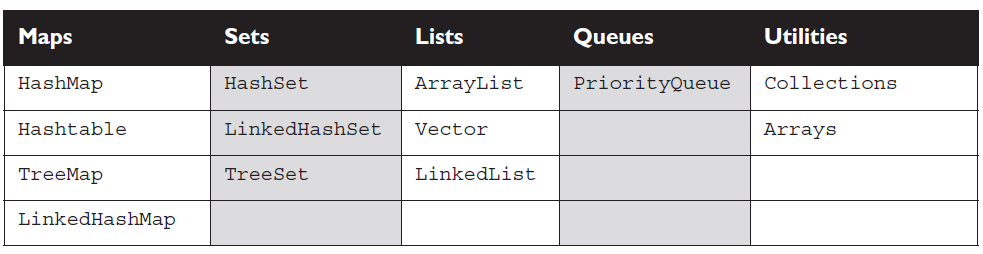 Maps Sets Lists Queues Utilities
HashMap HashSet ArrayList PriorityQueue Collections
Hashtable LinkedHashSet Vector Arrays
TreeMap TreeSet LinkedList
LinkedHashMap